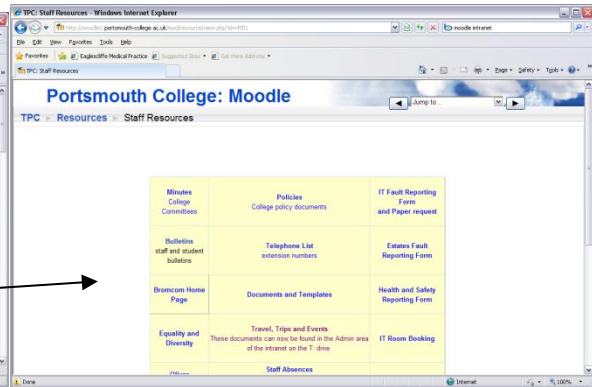 TPC: Staff Resources - Windows Internet Explorer
portsmouth-college.ac.uk
moodle intranet
File Edit View Favorites Tools Help
Favorites Eaglescliffe Medical Practice Suggested Sites Get More Add-ons
TPC: Staff Resources
Page Safety Tools
Portsmouth College: Moodle
Jump to...
TPC Resources Staff Resources
Minutes
College
Committees
Policies
College policy documents
IT Fault Reporting
Form
and Paper request
Bulletins
staff and student
bulletins
Telephone List
extension numbers
Estates Fault
Reporting Form
Bromcom Home
Page
Documents and Templates
Health and Safety
Reporting Form
Equality and
Diversity
Travel, Trips and Events
These documents can now be found in the Admin area
of the intranet on the T: drive
IT Room Booking
Staff Absences
Done
Internet
100%